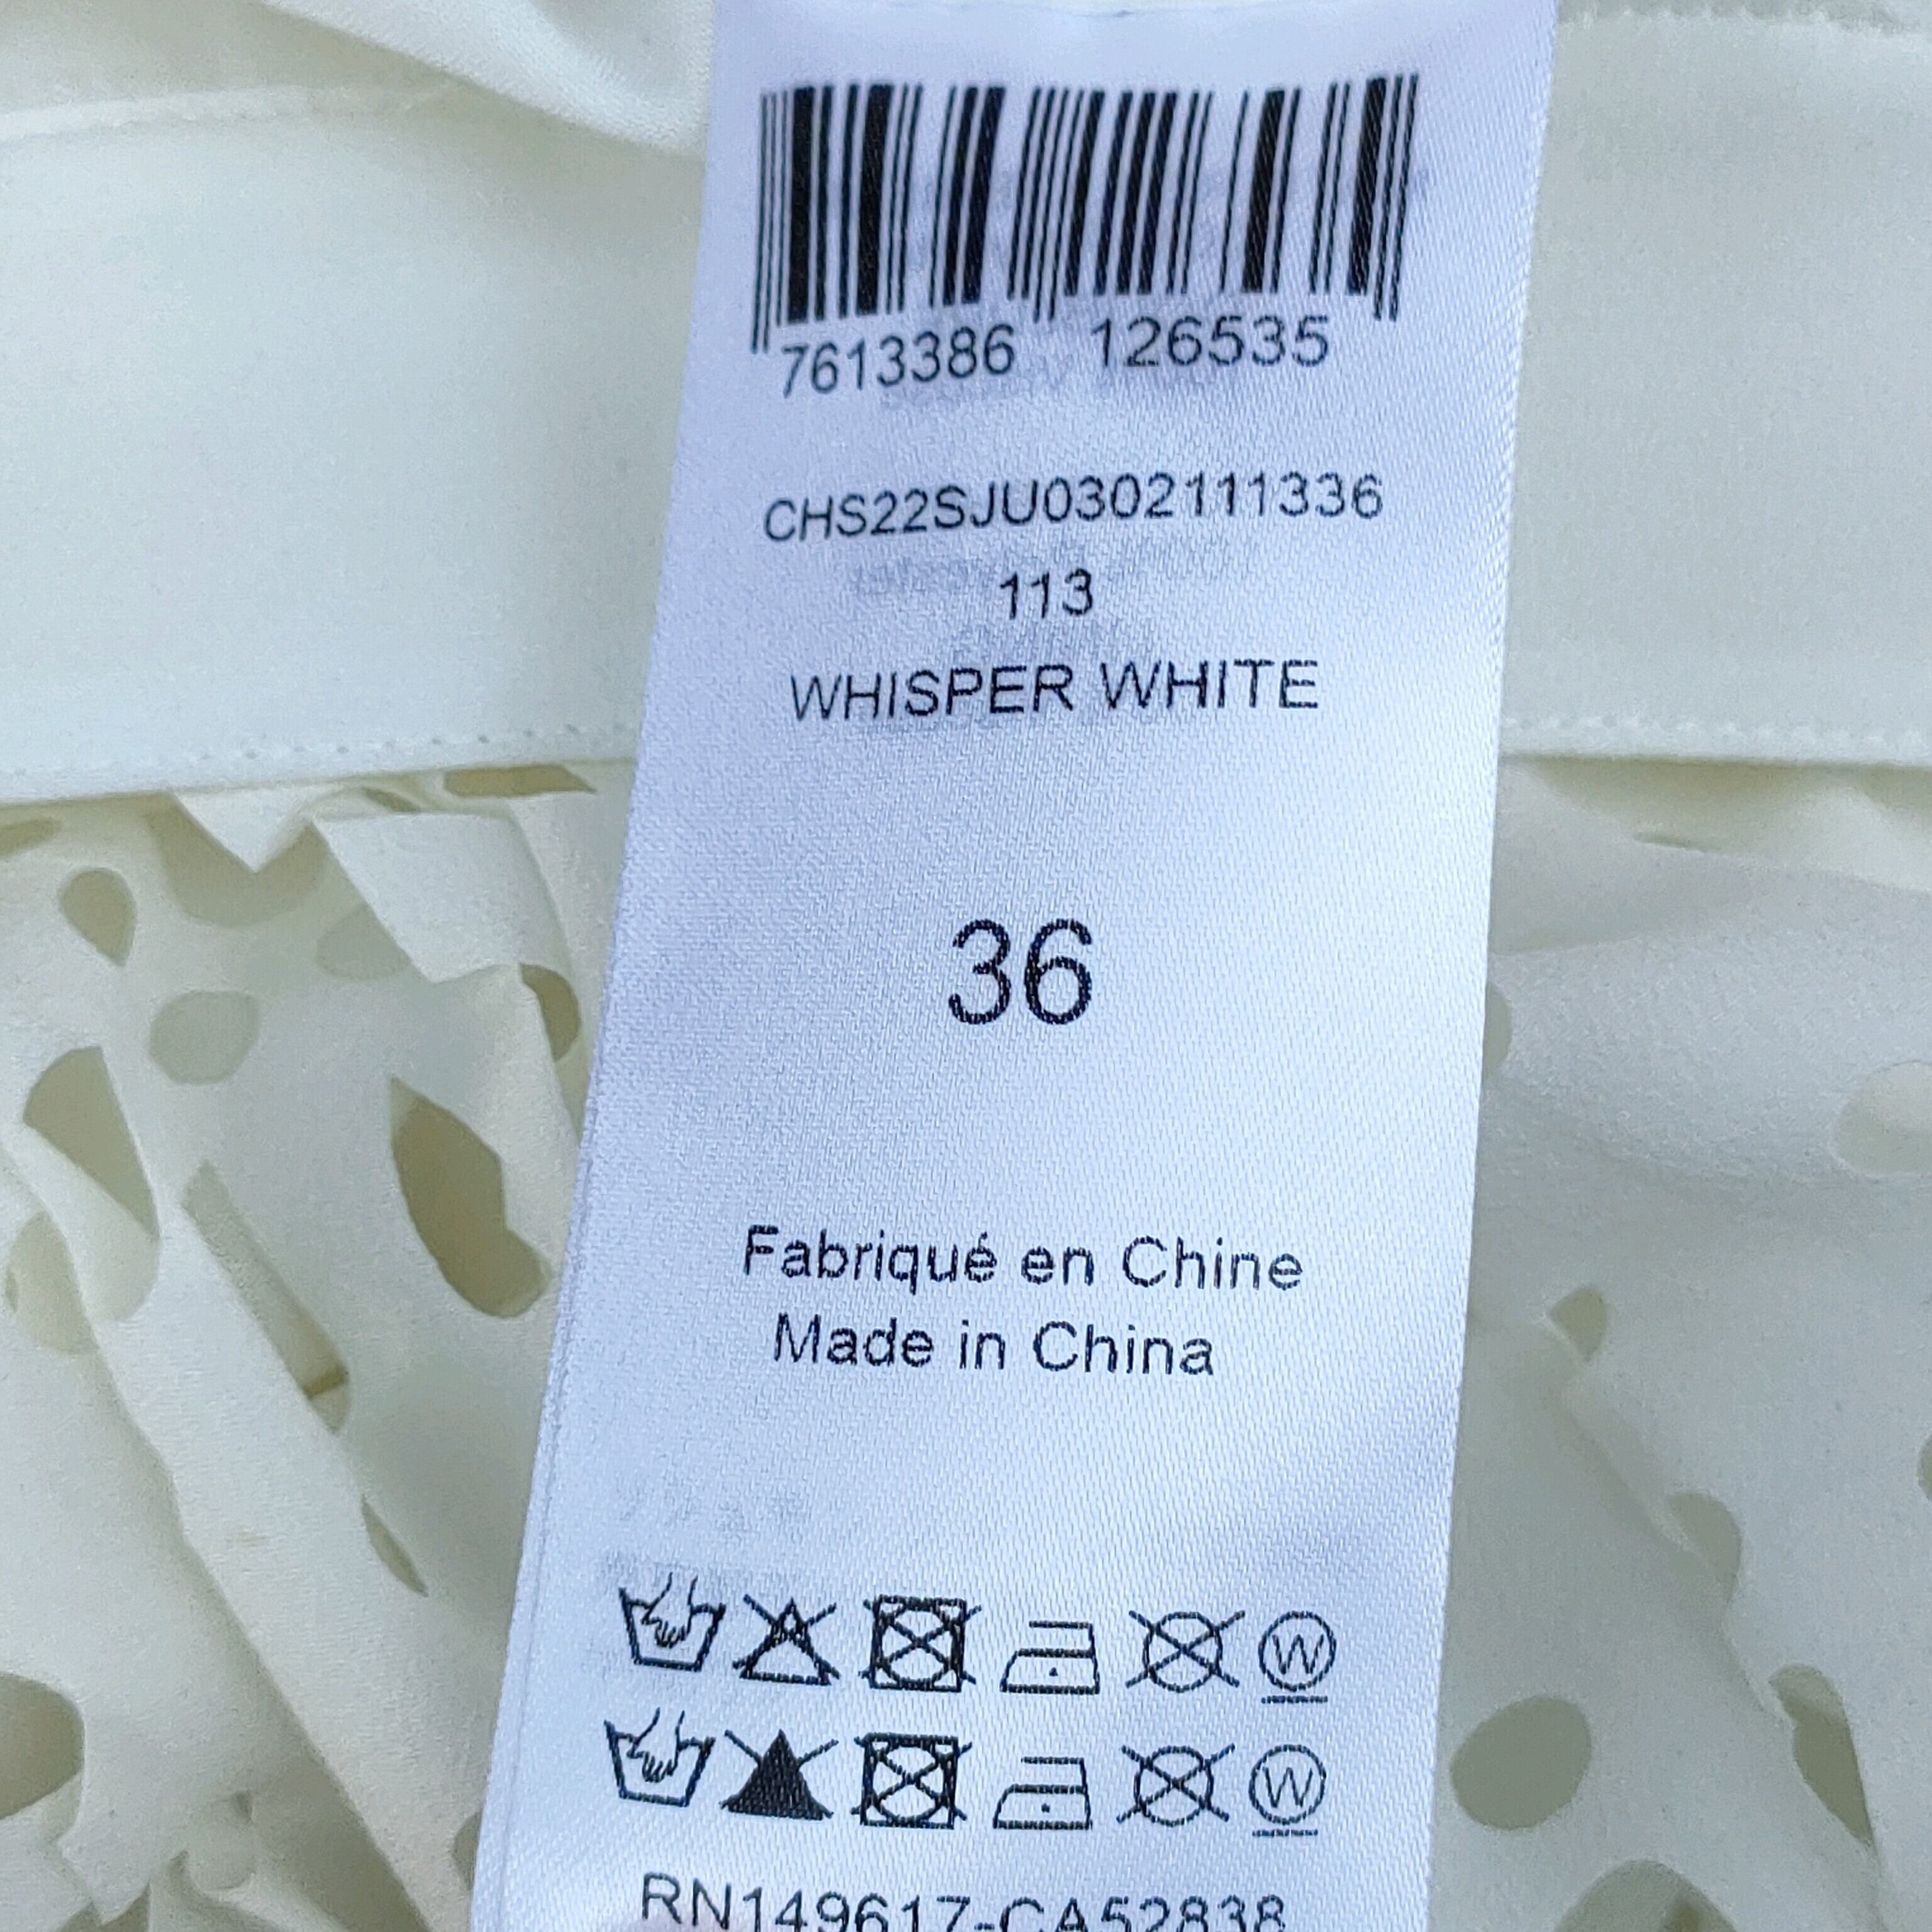 7613386 126535
CHS22SJU0302111336
113
WHISPER WHITE
36
Fabriqué en Chine
Made in China
W
W
RN149617-CA52838